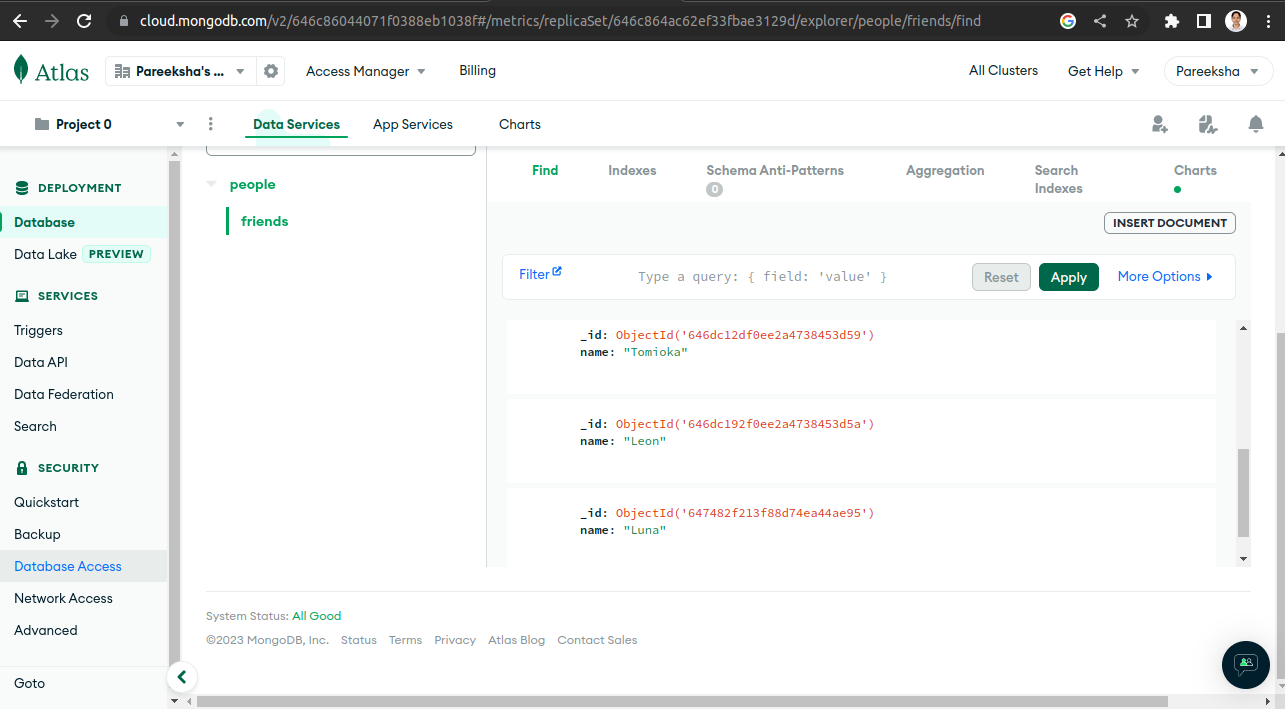 cloud.mongodb.com/v2/646c86044071f0388eb1038f#/metrics/replicaSet/646c864ac62ef33fbae3129d/explorer/people/friends/find
Atlas
Pareeksha's ...
Access Manager
Billing
All Clusters
Get Help
Pareeksha
Project 0
Data Services
App Services
Charts
DEPLOYMENT
Database
Data Lake PREVIEW
SERVICES
Triggers
Data API
Data Federation
Search
SECURITY
Quickstart
Backup
Database Access
Network Access
Advanced
Goto
people
friends
Find
Indexes
Schema Anti-Patterns
0
Aggregation
Search
Indexes
Charts
INSERT DOCUMENT
Filter
Type a query: { field: 'value' }
Reset
Apply
More Options
_id: ObjectId('646dc12df0ee2a4738453d59')
name: "Tomioka"
_id: ObjectId('646dc192f0ee2a4738453d5a')
name: "Leon"
_id: ObjectId('647482f213f88d74ea44ae95')
name: "Luna"
System Status: All Good
©2023 MongoDB, Inc. Status Terms Privacy Atlas Blog Contact Sales